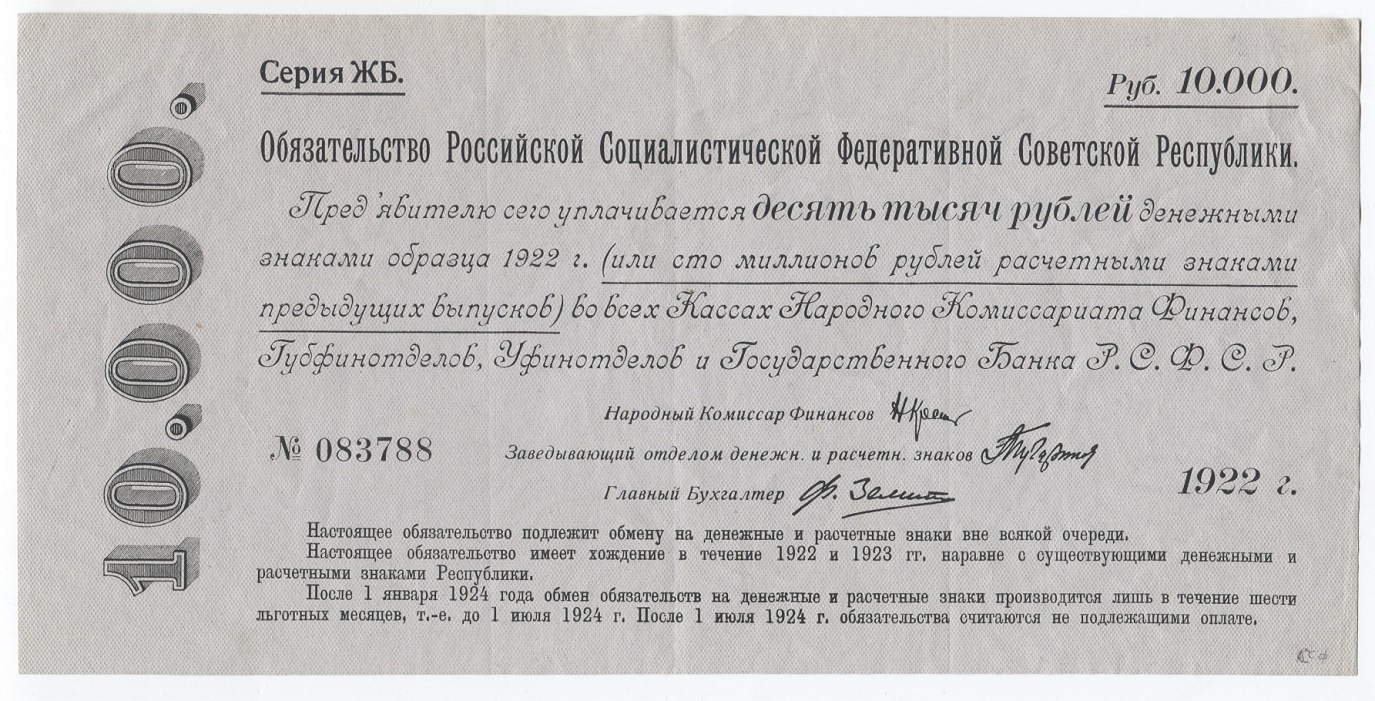 Серия ЖБ.
Руб. 10.000.
10.000.
Обязательство Российской Социалистической Федеративной Советской Республики.
Пред'явителю сего уплачивается десять тысяч рублей денежными
знаками образца 1922 г. (или сто миллионов рублей расчетными знаками
предыдущих выпусков) во всех Кассах Народного Комиссариата Финансов,
Губфинотделов, Уфинотделов и Государственного Банка Р. С. Ф. С. Р.
Народный Комиссар Финансов
№ 083788
Заведывающий отделом денежн. и расчетн. знаков
Главный Бухгалтер
1922 г.
Настоящее обязательство подлежит обмену на денежные и расчетные знаки вне всякой очереди.
Настоящее обязательство имеет хождение в течение 1922 и 1923 гг. наравне с существующими денежными и
расчетными знаками Республики.
После 1 января 1924 года обмен обязательств на денежные и расчетные знаки производится лишь в течение шести
льготных месяцев, т.-е. до 1 июля 1924 г. После 1 июля 1924 г. обязательства считаются не подлежащими оплате.